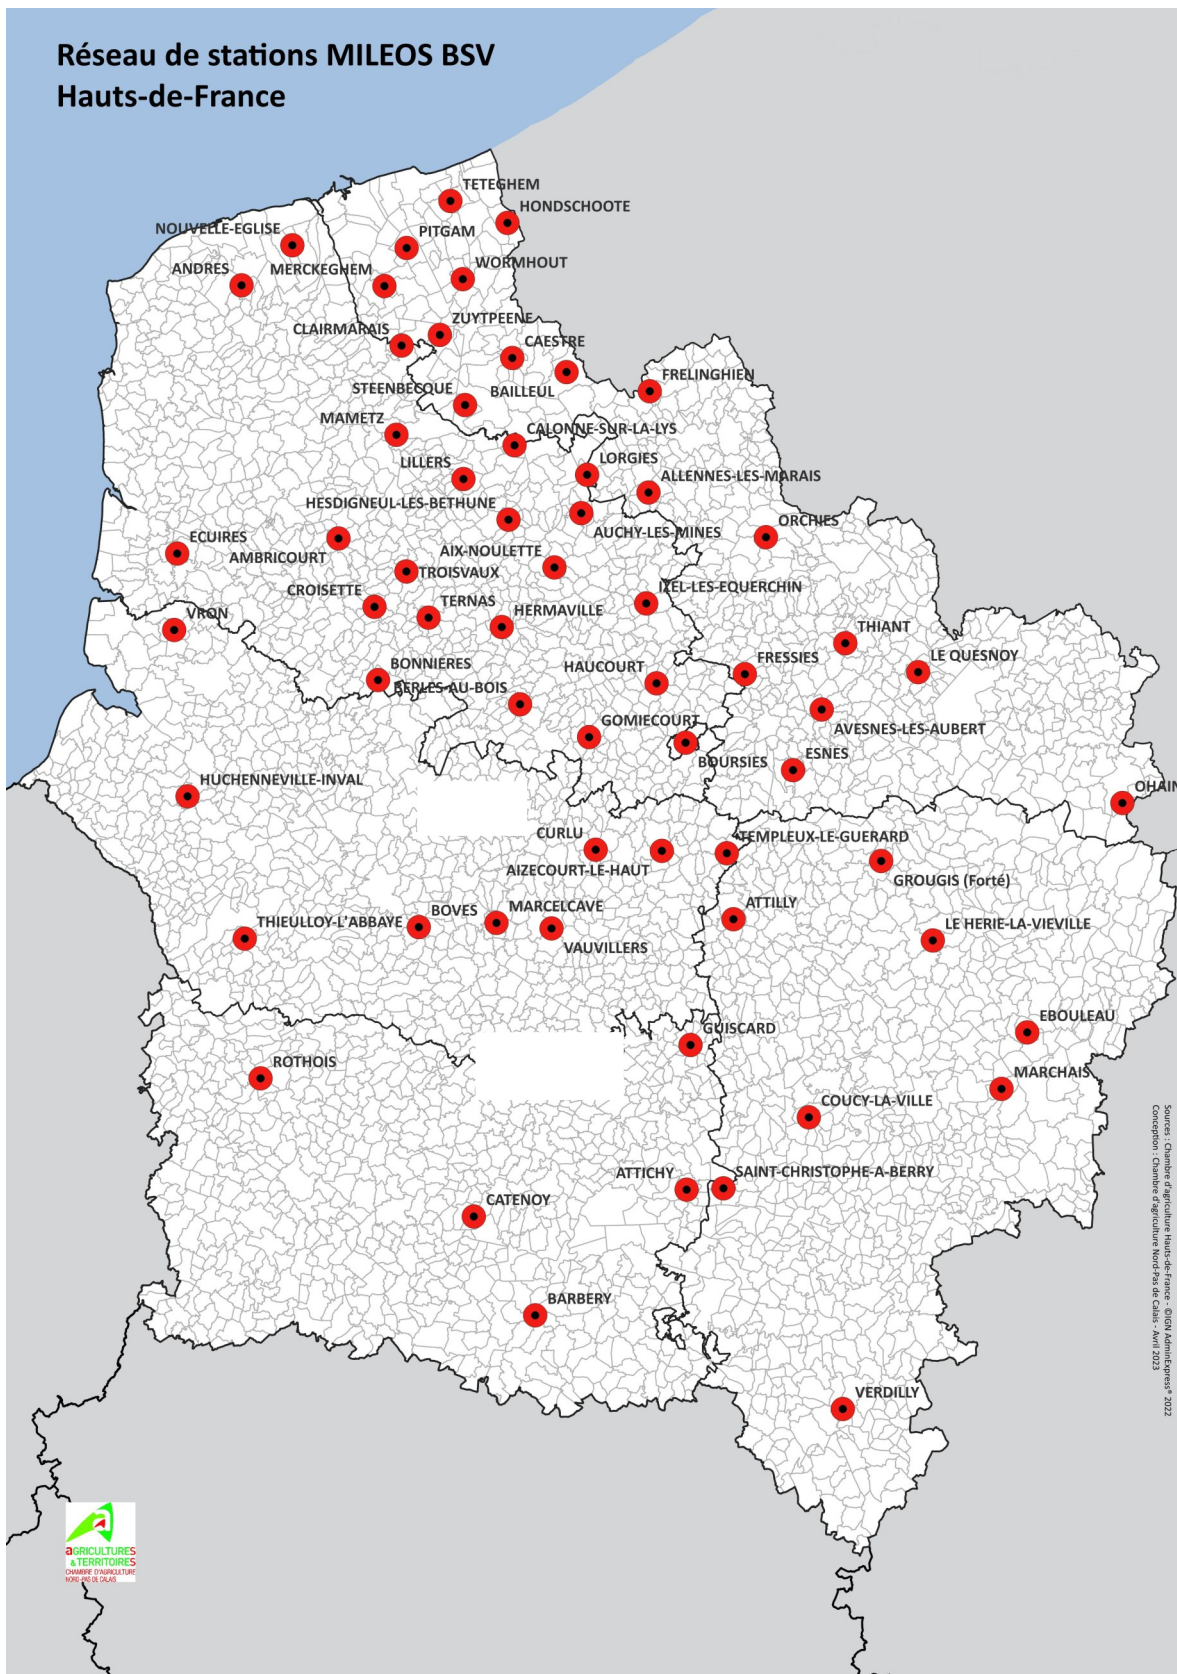 Réseau de stations MILEOS BSV
Hauts-de-France
TETEGHEM
HONDSCHOOTE
NOUVELLE-EGLISE
PITGAM
ANDRES
MERCKEGHEM
WORMHOUT
CLAIRMARAIS
ZUYTPEENE
CAESTRE
FRELINGHIEN
STEENBECQUE
BAILLEUL
MAMETZ
CALONNE-SUR-LA-LYS
LILLERS
LORGIES
ALLENNES-LES-MARAIS
HESDIGNEUL-LES-BETHUNE
ORCHIES
AUCHY-LES-MINES
ECUIRES
AMBRICOURT
AIX-NOULETTE
TROISVAUX
CROISETTE
IZEL-LES-EQUERCHIN
TERNAS
VRON
HERMAVILLE
THIANT
BONNIERES
HAUCOURT
FRESSIES
LE QUESNOY
BERLES-AU-BOIS
GOMIECOURT
AVESNES-LES-AUBERT
BOURSIES
ESNES
HUCHENNEVILLE-INVAL
OHAIN
CURLU
TEMPLEUX-LE-GUERARD
AIZECOURT-LE-HAUT
GROUGIS (Forté)
MARCELCAVE
ATTILLY
THIEULLOY-L'ABBAYE
BOVES
LE HERIE-LA-VIEVILLE
VAUVILLERS
EBOULEAU
GUISCARD
ROTHOIS
MARCHAIS
COUCY-LA-VILLE
ATTICHY
SAINT-CHRISTOPHE-A-BERRY
CATENOY
BARBERY
VERDILLY
Sources : Chambre d'agriculture Hauts-de-France - ©IGN AdminExpress® 2022
Conception : Chambre d'agriculture Nord-Pas de Calais - Avril 2023
aGRICULTURES
& TERRITOIRES
CHAMBRE D'AGRICULTURE
NORD-PAS DE CALAIS